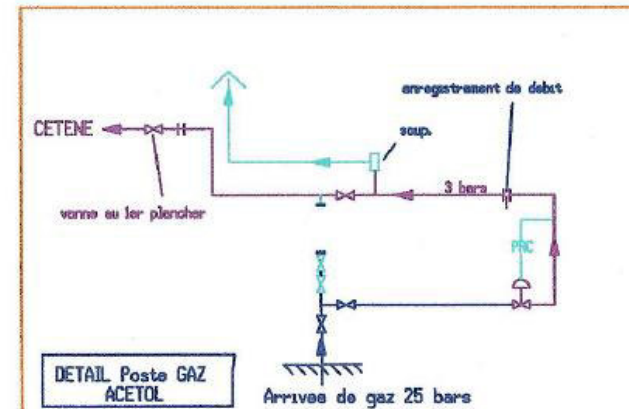 enregistrement de debit
CETENE
soup.
3 bars
vanne au 1er plancher
PRC
DETAIL Poste GAZ
ACETOL
Arrivee de gaz 25 bars